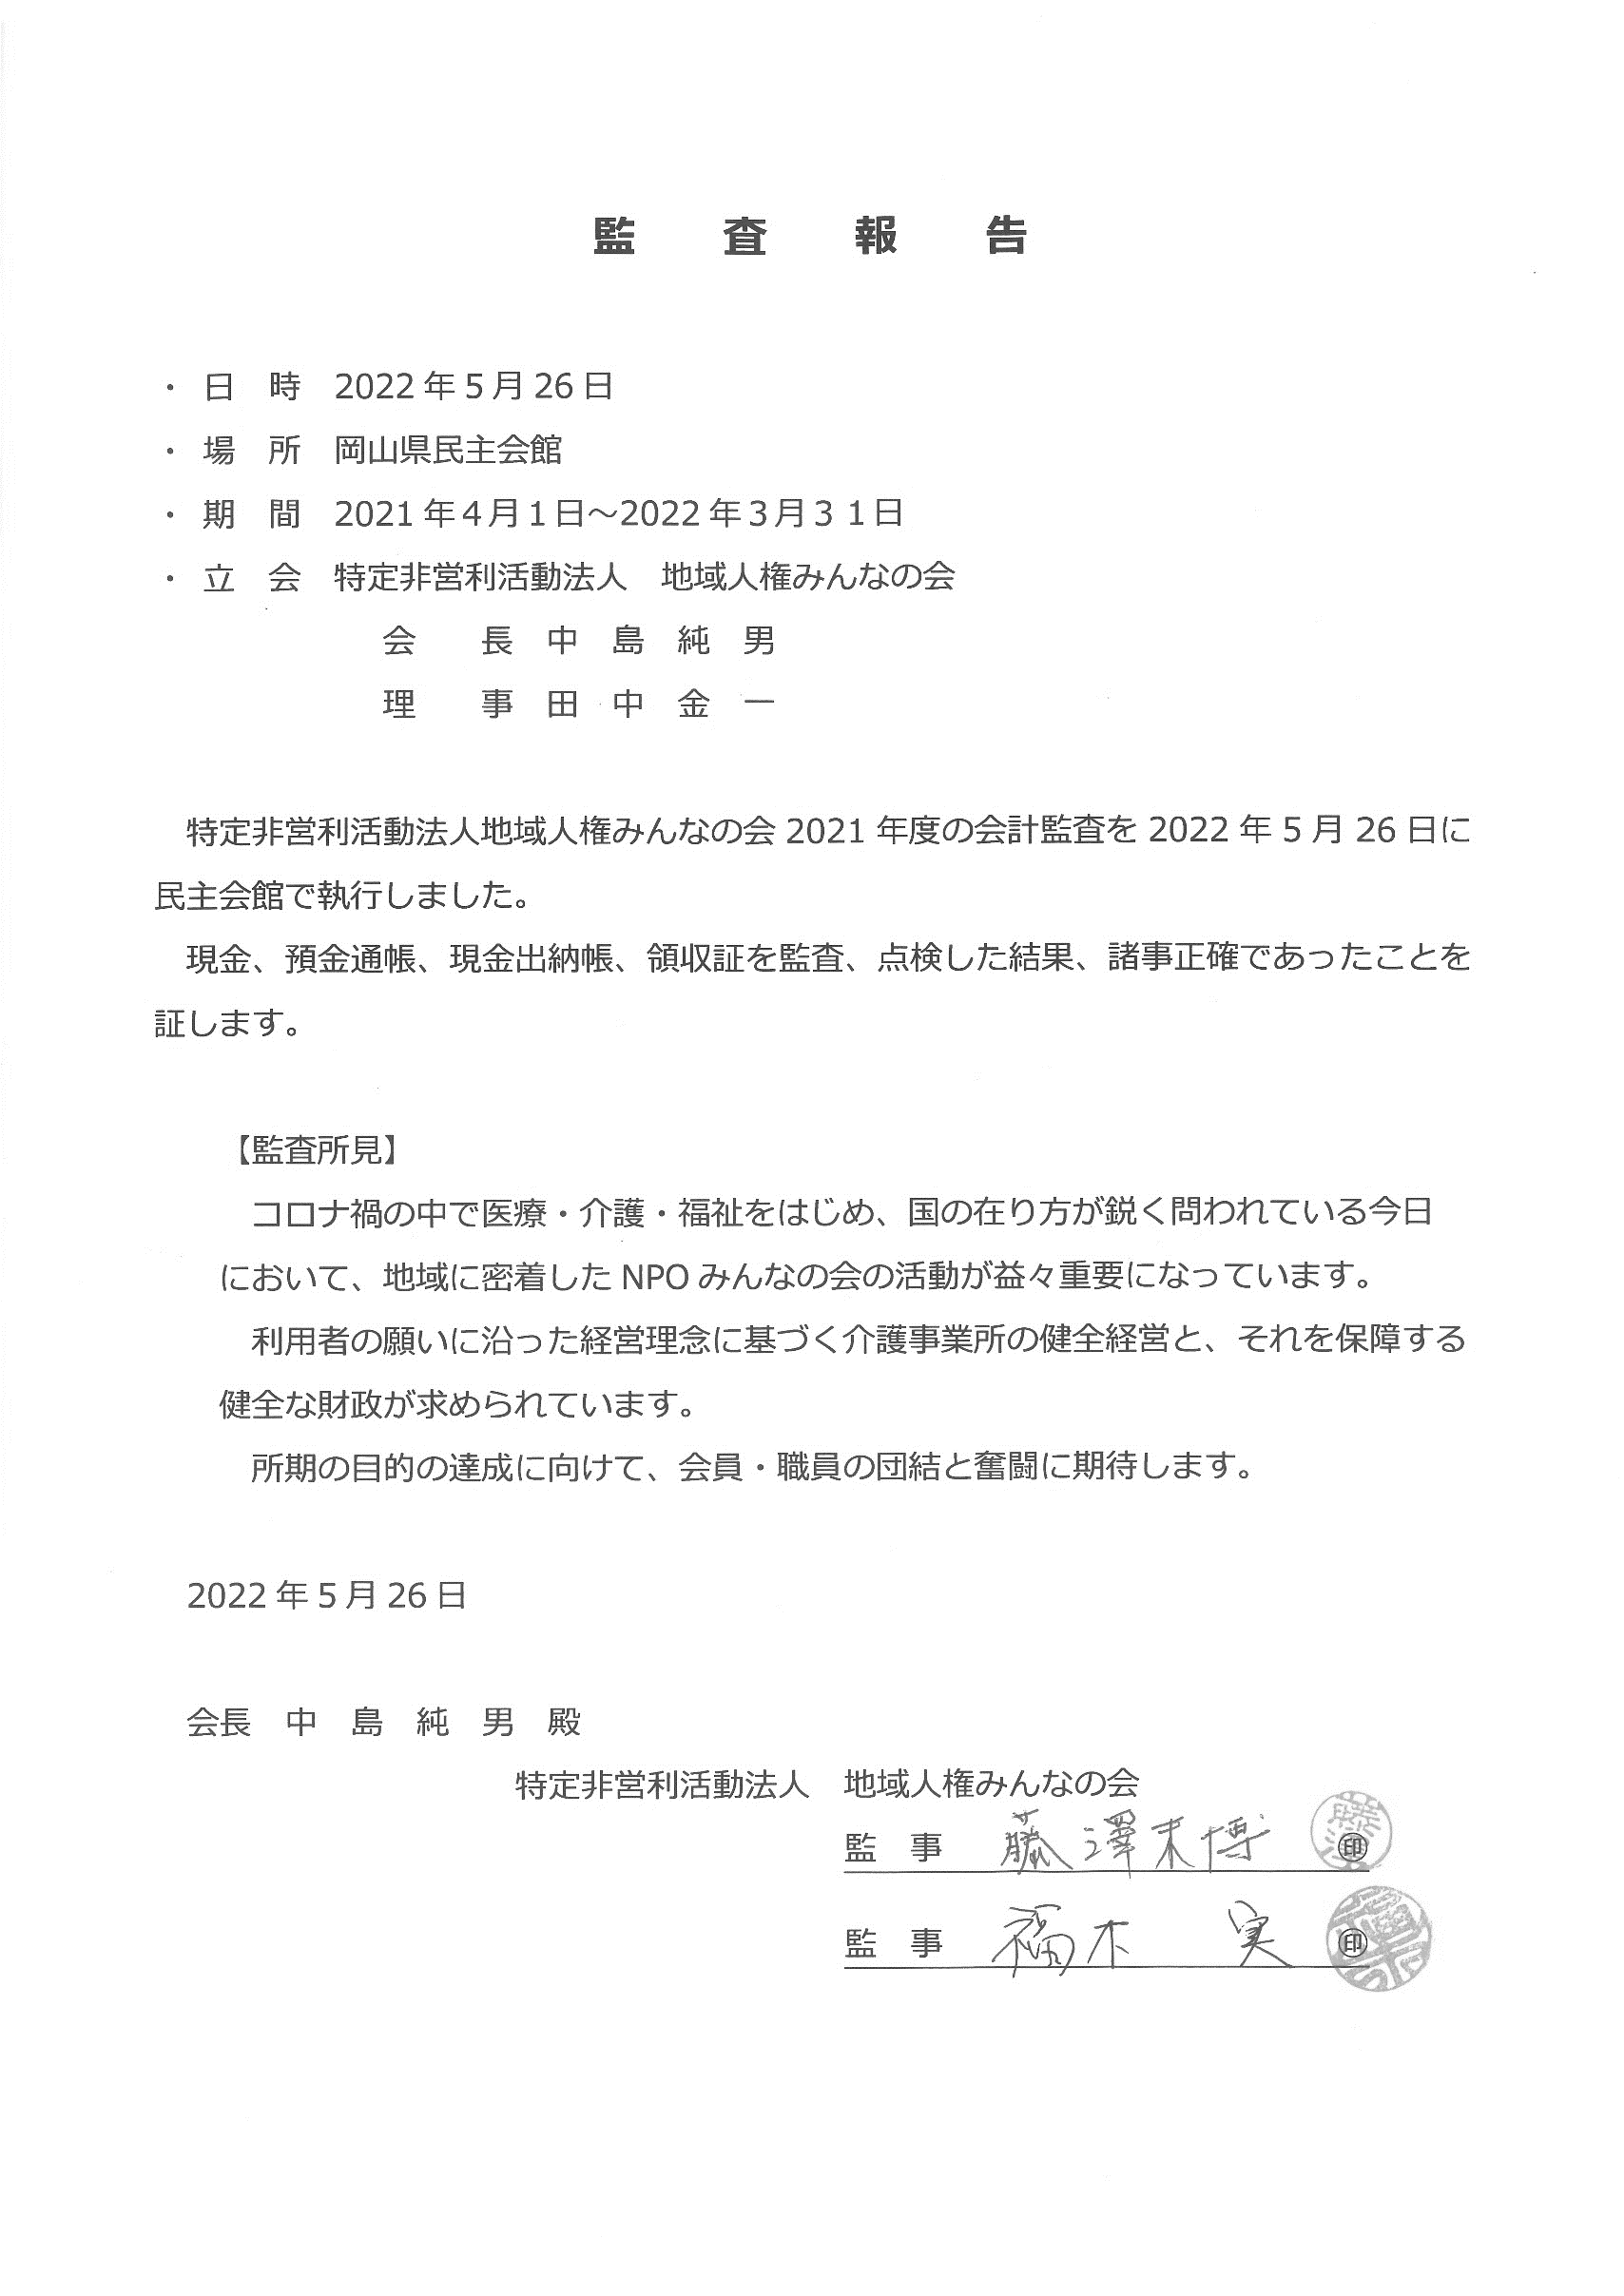 監　査　報　告
・ 日　時　2022年5月26日
・ 場　所　岡山県民主会館
・ 期　間　2021年４月１日～2022年３月３１日
・ 立　会　特定非営利活動法人　地域人権みんなの会
会　　長　中　島　純　男
理　　事　田　中　金　一
特定非営利活動法人地域人権みんなの会 2021 年度の会計監査を 2022 年 5 月 26 日に
民主会館で執行しました。
現金、預金通帳、現金出納帳、領収証を監査、点検した結果、諸事正確であったことを
証します。
【監査所見】
コロナ禍の中で医療・介護・福祉をはじめ、国の在り方が鋭く問われている今日
において、地域に密着した NPO みんなの会の活動が益々重要になっています。
利用者の願いに沿った経営理念に基づく介護事業所の健全経営と、それを保障する
健全な財政が求められています。
所期の目的の達成に向けて、会員・職員の団結と奮闘に期待します。
2022年5月26日
会長　中　島　純　男　殿
特定非営利活動法人　地域人権みんなの会
監　事　藤澤末博　㊞
監　事　福木　実　㊞